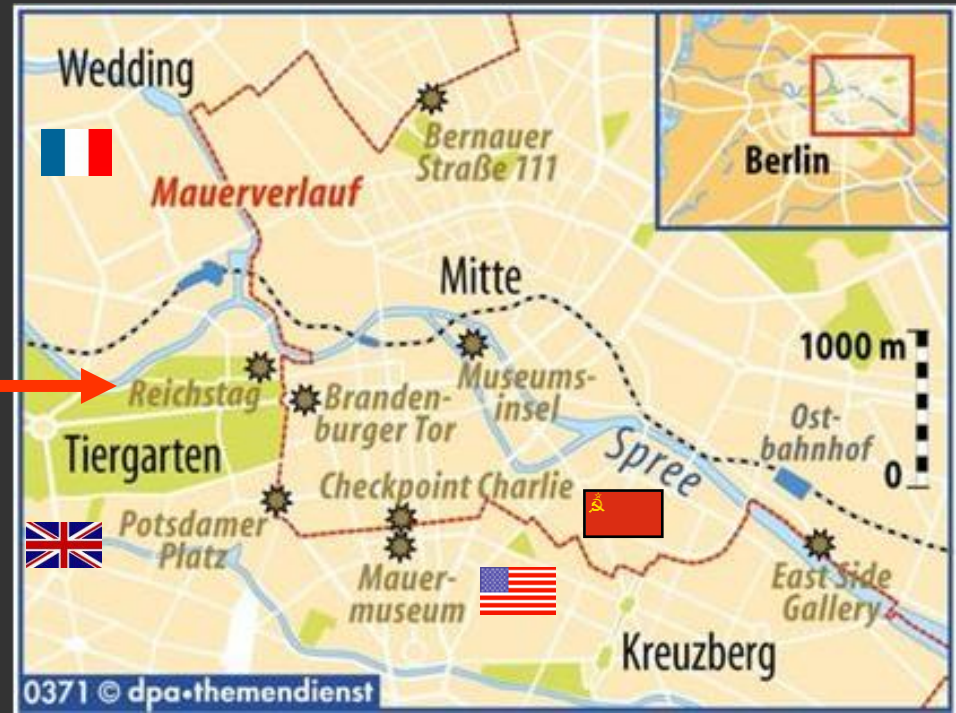 Wedding
Bernauer
Straße 111
Berlin
Mauerverlauf
Mitte
1000 m
Reichstag
Branden-
burger Tor
Museums-
insel
Ost-
bahnhof
0
Tiergarten
Spree
Checkpoint Charlie
Potsdamer
Platz
Mauer-
museum
East Side
Gallery
Kreuzberg
0371 © dpa•themendienst